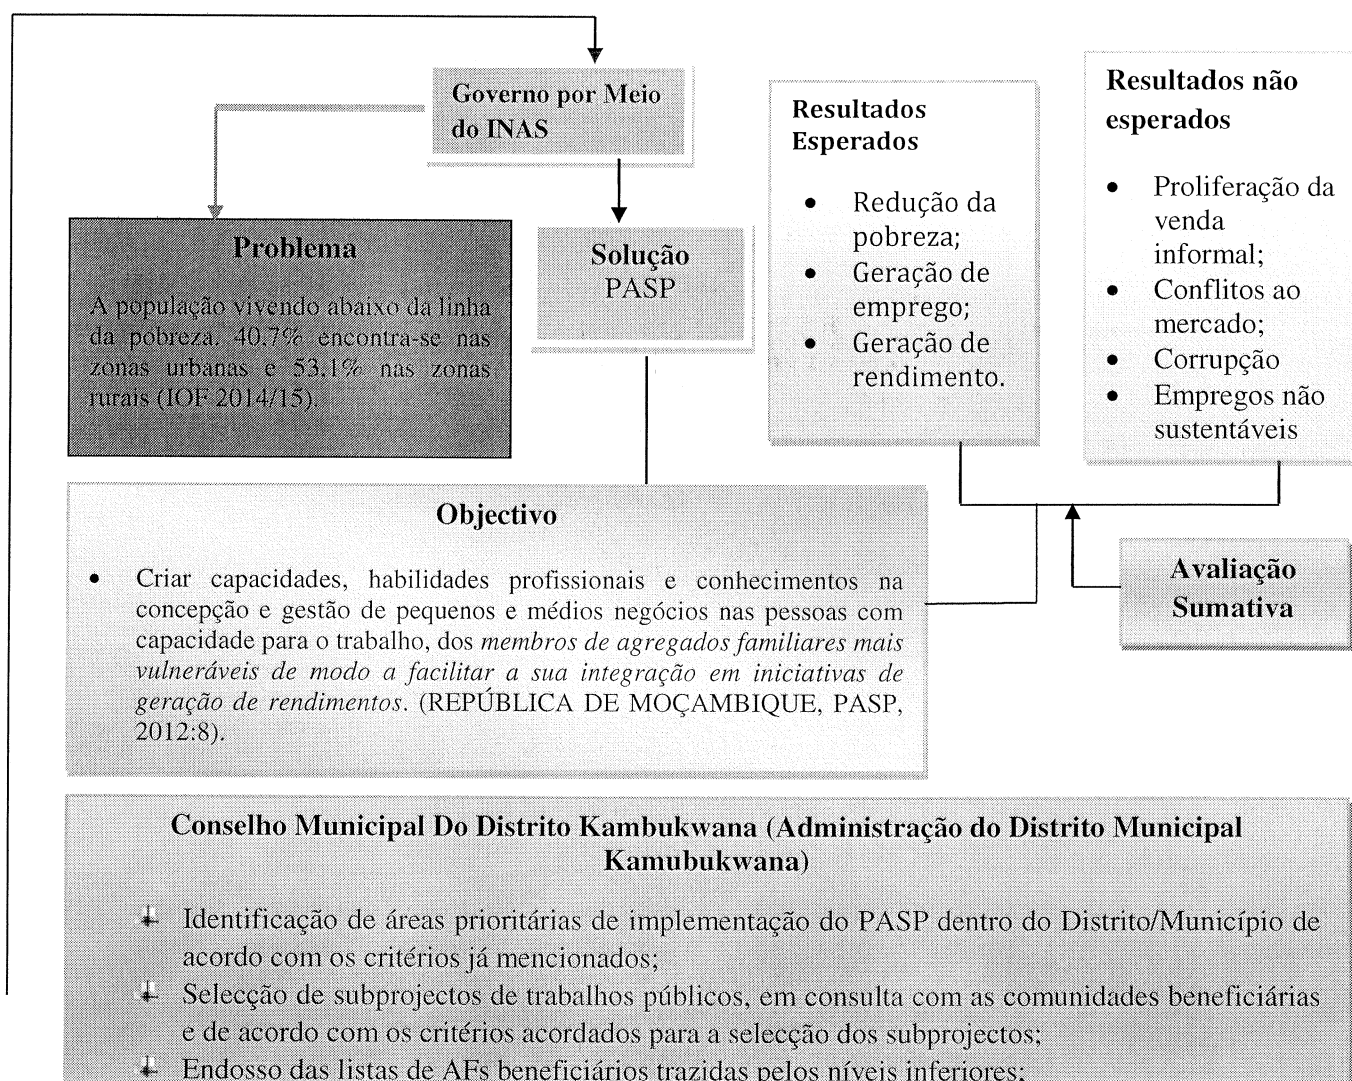 Governo por Meio
do INAS
Problema
A população vivendo abaixo da linha
da pobreza. 40,7% encontra-se nas
zonas urbanas e 53,1% nas zonas
rurais (IOF 2014/15).
Solução
PASP
Resultados
Esperados
• Redução da
pobreza;
• Geração de
emprego;
• Geração de
rendimento.
Resultados não
esperados
• Proliferação da
venda
informal;
• Conflitos ao
mercado;
• Corrupção
• Empregos não
sustentáveis
Objectivo
• Criar capacidades, habilidades profissionais e conhecimentos na
concepção e gestão de pequenos e médios negócios nas pessoas com
capacidade para o trabalho, dos membros de agregados familiares mais
vulneráveis de modo a facilitar a sua integração em iniciativas de
geração de rendimentos. (REPÚBLICA DE MOÇAMBIQUE, PASP,
2012:8).
Avaliação
Sumativa
Conselho Municipal Do Distrito Kambukwana (Administração do Distrito Municipal
Kamubukwana)
Identificação de áreas prioritárias de implementação do PASP dentro do Distrito/Município de
acordo com os critérios já mencionados;
Selecção de subprojectos de trabalhos públicos, em consulta com as comunidades beneficiárias
e de acordo com os critérios acordados para a selecção dos subprojectos;
Endosso das listas de AFs beneficiários trazidas pelos níveis inferiores;